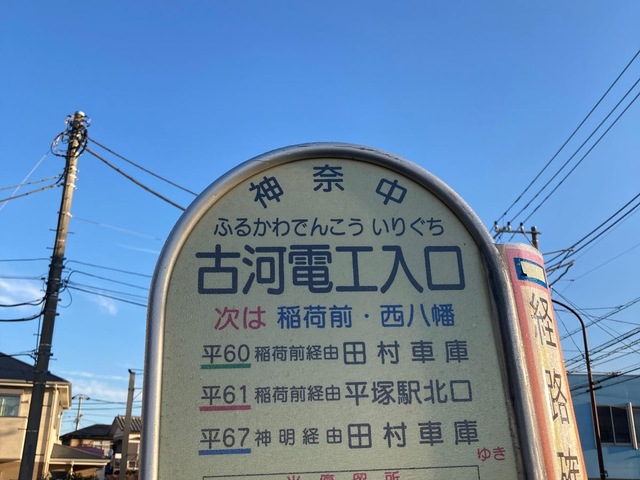 神奈中
ふるかわでんこう いりぐち
古河電工入口
次は 稲荷前・西八幡
平60 稲荷前経由 田村車庫
平61 稲荷前経由 平塚駅北口
平67 神明経由 田村車庫
ゆき
経路